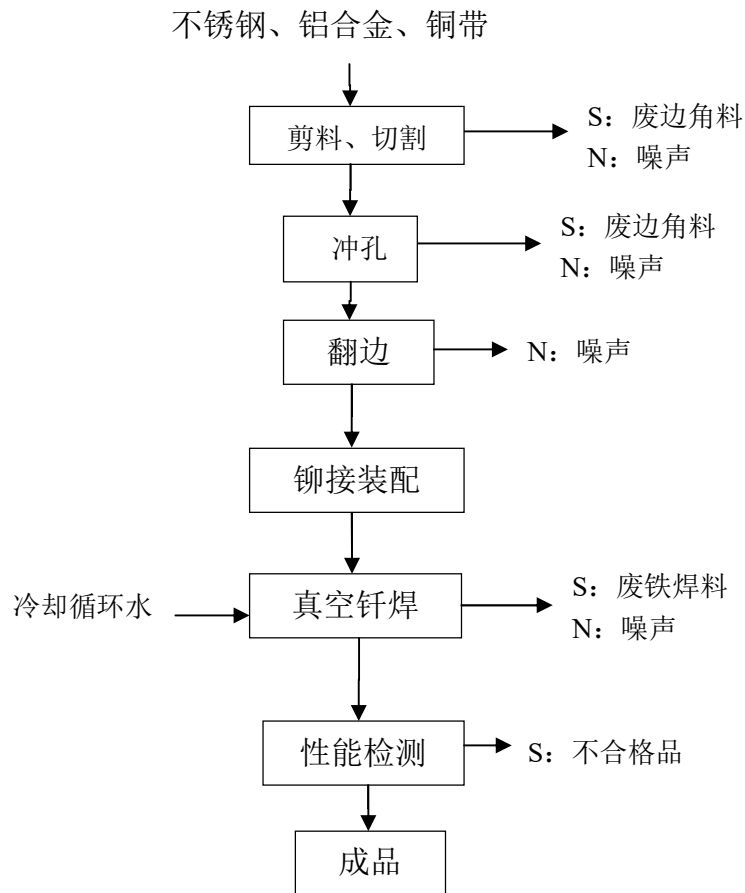 不锈钢、铝合金、铜带
剪料、切割
S：废边角料
N：噪声
冲孔
S：废边角料
N：噪声
翻边
N：噪声
铆接装配
冷却循环水
真空钎焊
S：废铁焊料
N：噪声
性能检测
S：不合格品
成品